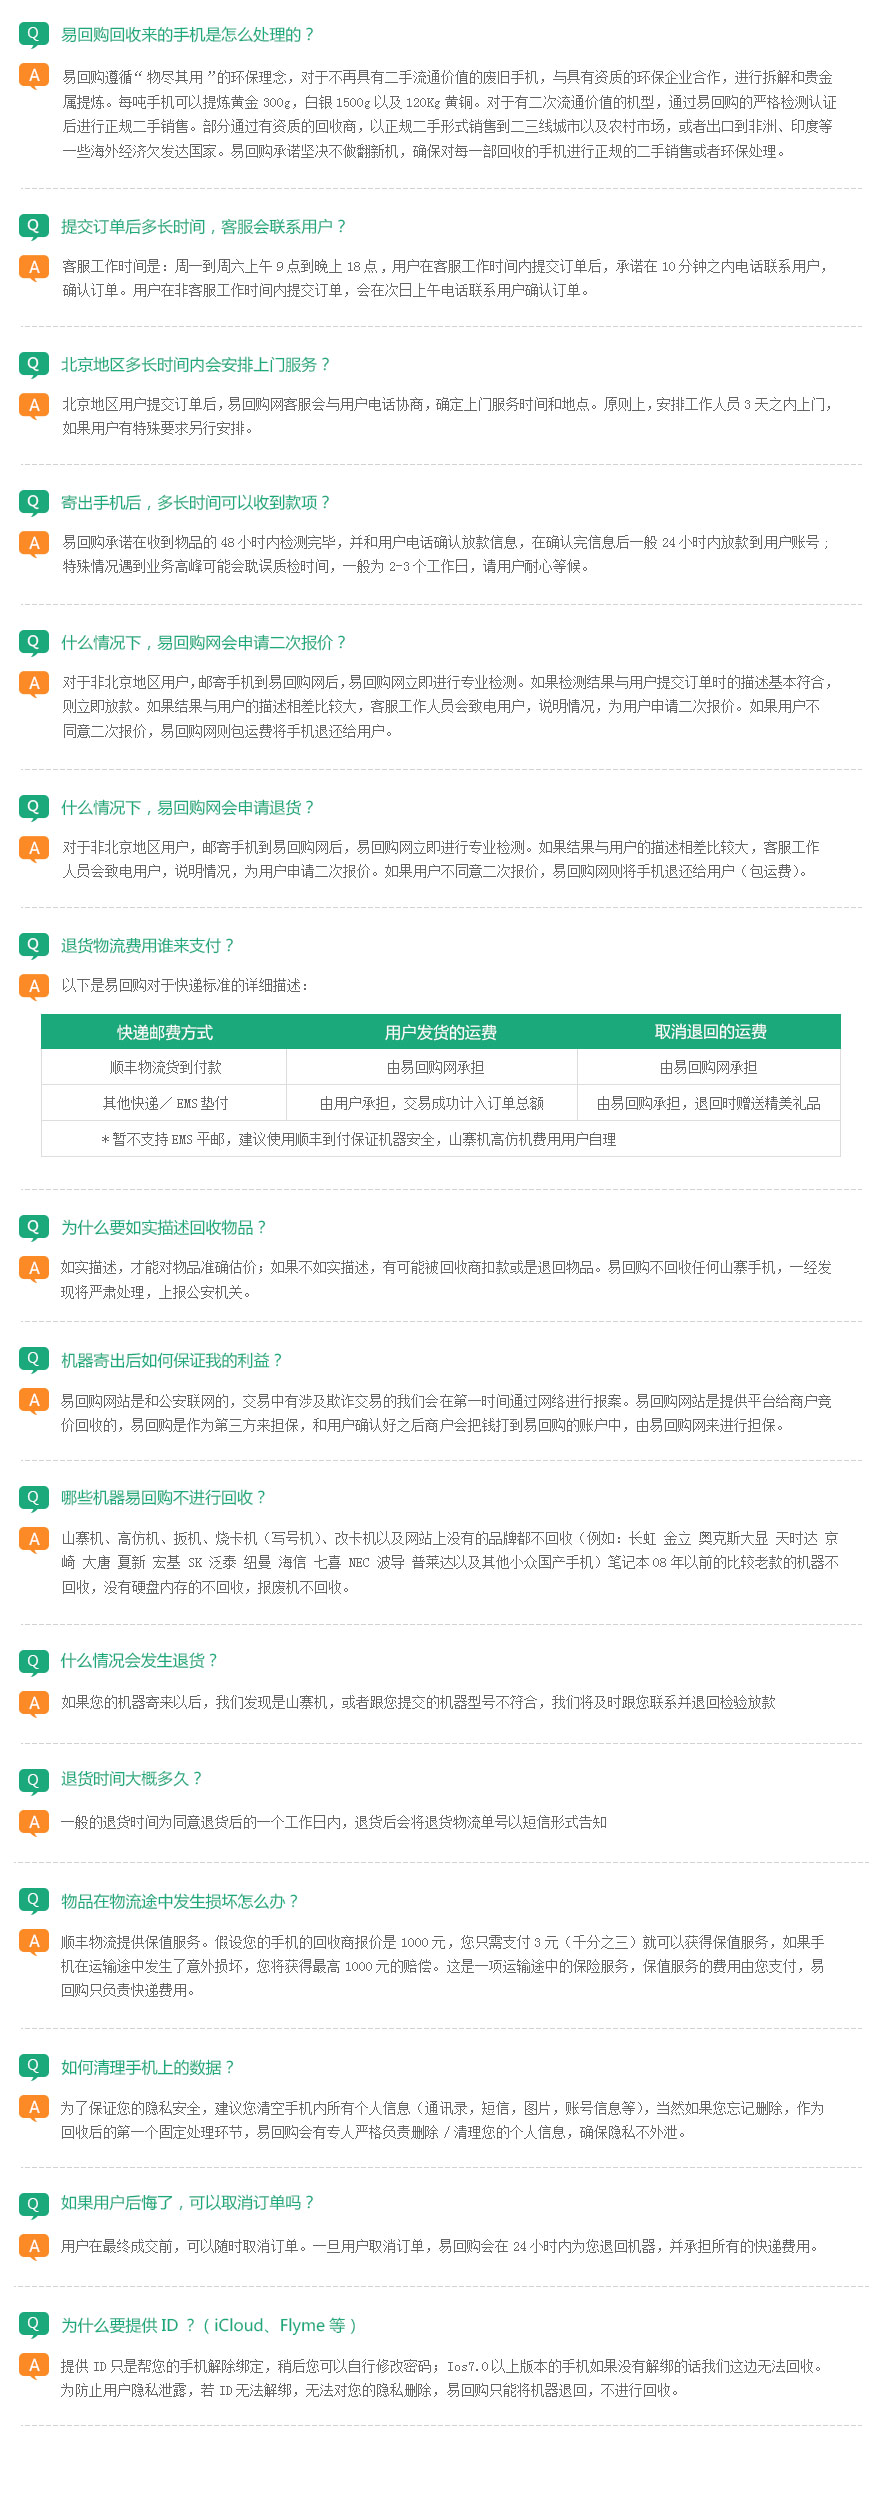 Q 易回购回收来的手机是怎么处理的？
A 易回购遵循“物尽其用”的环保理念，对于不再具有二手流通价值的废旧手机，与具有资质的环保企业合作，进行拆解和贵金
属提炼。每吨手机可以提炼黄金300g，白银1500g以及120Kg黄铜。对于有二次流通价值的机型，通过易回购的严格检测认证
后进行正规二手销售。部分通过有资质的回收商，以正规二手形式销售到二三线城市以及农村市场，或者出口到非洲、印度等
一些海外经济欠发达国家。易回购承诺坚决不做翻新机，确保对每一部回收的手机进行正规的二手销售或者环保处理。
Q 提交订单后多长时间，客服会联系用户？
A 客服工作时间是：周一到周六上午9点到晚上18点，用户在客服工作时间内提交订单后，承诺在10分钟之内电话联系用户，
确认订单。用户在非客服工作时间内提交订单，会在次日上午电话联系用户确认订单。
Q 北京地区多长时间内会安排上门服务？
A 北京地区用户提交订单后，易回购网客服会与用户电话协商，确定上门服务时间和地点。原则上，安排工作人员3天之内上门，
如果用户有特殊要求另行安排。
Q 寄出手机后，多长时间可以收到款项？
A 易回购承诺在收到物品的48小时内检测完毕，并和用户电话确认放款信息，在确认完信息后一般24小时内放款到用户账号；
特殊情况遇到业务高峰可能会耽误质检时间，一般为2-3个工作日，请用户耐心等候。
Q 什么情况下，易回购网会申请二次报价？
A 对于非北京地区用户，邮寄手机到易回购网后，易回购网立即进行专业检测。如果检测结果与用户提交订单时的描述基本符合，
则立即放款。如果结果与用户的描述相差比较大，客服工作人员会致电用户，说明情况，为用户申请二次报价。如果用户不
同意二次报价，易回购网则包运费将手机退还给用户。
Q 什么情况下，易回购网会申请退货？
A 对于非北京地区用户，邮寄手机到易回购网后，易回购网立即进行专业检测。如果结果与用户的描述相差比较大，客服工作
人员会致电用户，说明情况，为用户申请二次报价。如果用户不同意二次报价，易回购网则将手机退还给用户（包运费）。
Q 退货物流费用谁来支付？
A 以下是易回购对于快递标准的详细描述：
快递邮费方式 用户发货的运费 取消退回的运费
顺丰物流货到付款 由易回购网承担 由易回购网承担
其他快递／EMS垫付 由用户承担，交易成功计入订单总额 由易回购承担，退回时赠送精美礼品
＊暂不支持EMS平邮，建议使用顺丰到付保证机器安全，山寨机高仿机费用用户自理
Q 为什么要如实描述回收物品？
A 如实描述，才能对物品准确估价；如果不如实描述，有可能被回收商扣款或是退回物品。易回购不回收任何山寨手机，一经发
现将严肃处理，上报公安机关。
Q 机器寄出后如何保证我的利益？
A 易回购网站是和公安联网的，交易中有涉及欺诈交易的我们会在第一时间通过网络进行报案。易回购网站是提供平台给商户竞
价回收的，易回购是作为第三方来担保，和用户确认好之后商户会把钱打到易回购的账户中，由易回购网来进行担保。
Q 哪些机器易回购不进行回收？
A 山寨机、高仿机、扳机、烧卡机（写号机）、改卡机以及网站上没有的品牌都不回收（例如：长虹 金立 奥克斯大显 天时达 京
崎 大唐 夏新 宏基 SK 泛泰 纽曼 海信 七喜 NEC 波导 普莱达以及其他小众国产手机）笔记本08年以前的比较老款的机器不
回收，没有硬盘内存的不回收，报废机不回收。
Q 什么情况会发生退货？
A 如果您的机器寄来以后，我们发现是山寨机，或者跟您提交的机器型号不符合，我们将及时跟您联系并退回检验放款
Q 退货时间大概多久？
A 一般的退货时间为同意退货后的一个工作日内，退货后会将退货物流单号以短信形式告知
Q 物品在物流途中发生损坏怎么办？
A 顺丰物流提供保值服务。假设您的手机的回收商报价是1000元，您只需支付3元（千分之三）就可以获得保值服务，如果手
机在运输途中发生了意外损坏，您将获得最高1000元的赔偿。这是一项运输途中的保险服务，保值服务的费用由您支付，易
回购只负责快递费用。
Q 如何清理手机上的数据？
A 为了保证您的隐私安全，建议您清空手机内所有个人信息（通讯录，短信，图片，账号信息等），当然如果您忘记删除，作为
回收后的第一个固定处理环节，易回购会有专人严格负责删除/清理您的个人信息，确保隐私不外泄。
Q 如果用户后悔了，可以取消订单吗？
A 用户在最终成交前，可以随时取消订单。一旦用户取消订单，易回购会在24小时内为您退回机器，并承担所有的快递费用。
Q 为什么要提供ID ？（iCloud、Flyme等）
A 提供ID只是帮您的手机解除绑定，稍后您可以自行修改密码；Ios7.0以上版本的手机如果没有解绑的话我们这边无法回收。
为防止用户隐私泄露，若ID无法解绑，无法对您的隐私删除，易回购只能将机器退回，不进行回收。